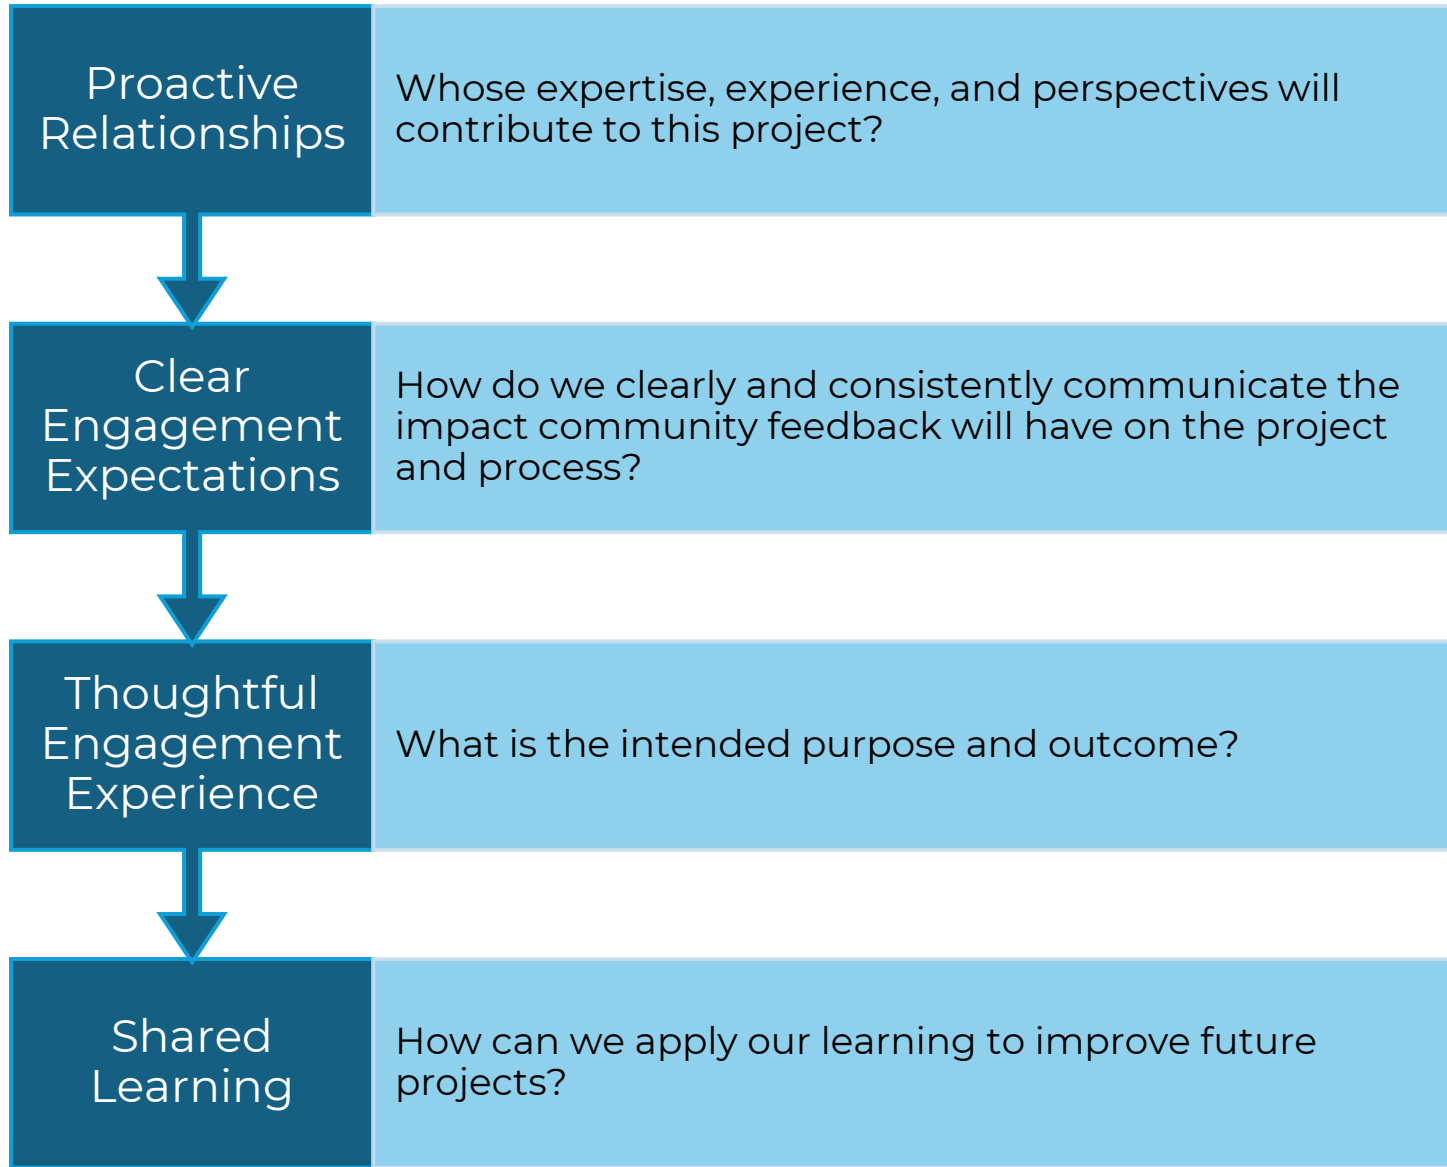 Proactive
Relationships
Whose expertise, experience, and perspectives will
contribute to this project?
Clear
Engagement
Expectations
How do we clearly and consistently communicate the
impact community feedback will have on the project
and process?
Thoughtful
Engagement
Experience
What is the intended purpose and outcome?
Shared
Learning
How can we apply our learning to improve future
projects?